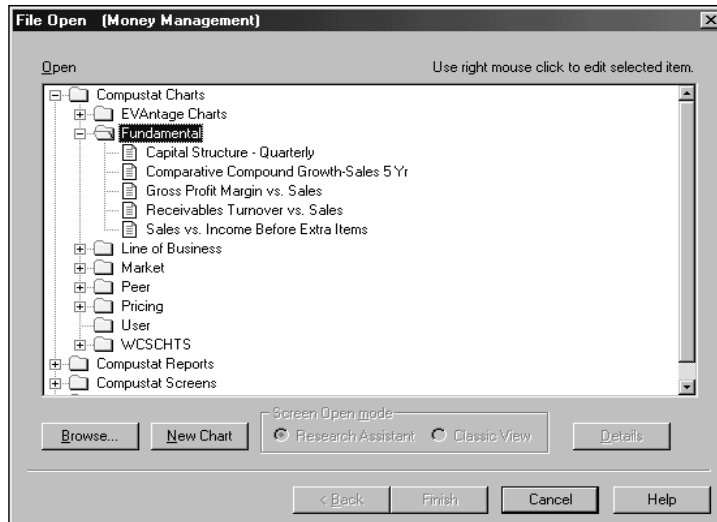 File Open (Money Management)
Open Use right mouse click to edit selected item.
Compustat Charts
EVAntage Charts
Fundamental
Capital Structure - Quarterly
Comparative Compound Growth-Sales 5 Yr
Gross Profit Margin vs. Sales
Receivables Turnover vs. Sales
Sales vs. Income Before Extra Items
Line of Business
Market
Peer
Pricing
User
WCSCHTS
Compustat Reports
Compustat Screens
Screen Open mode
Browse... New Chart Research Assistant Classic View Details
< Back Finish Cancel Help